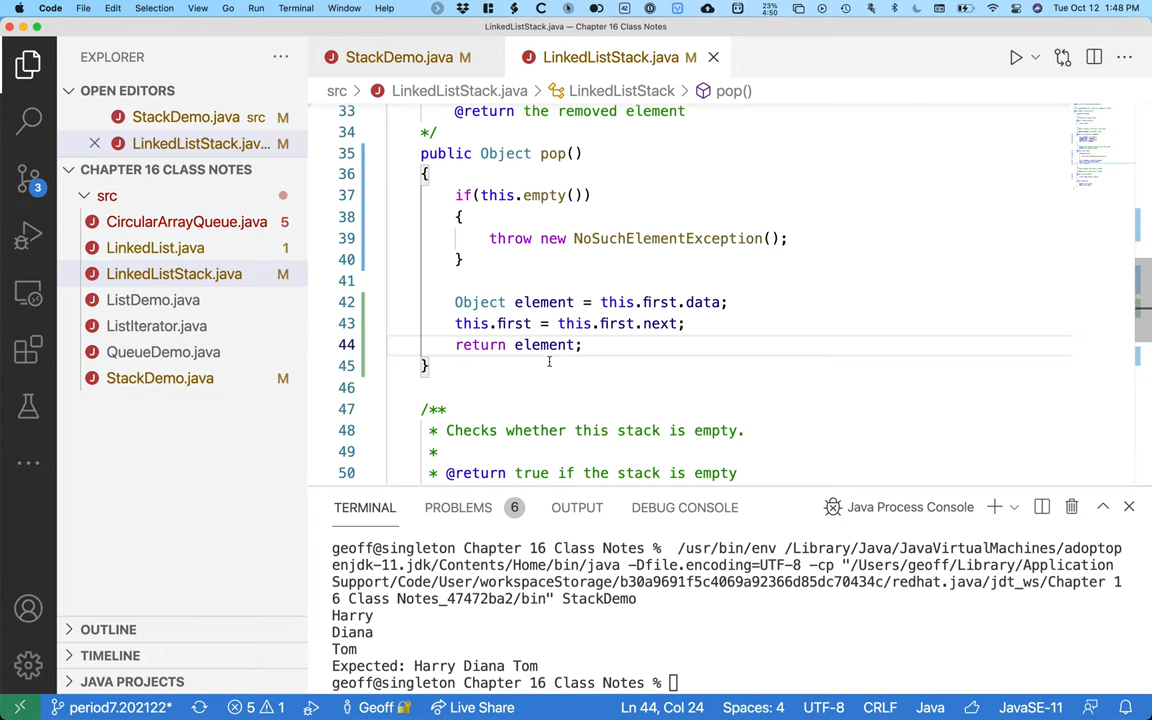 Code File Edit Selection View Go Run Terminal Window Help 23% 4:50 Tue Oct 12 1:48 PM
LinkedListStack.java — Chapter 16 Class Notes
EXPLORER
StackDemo.java M
LinkedListStack.java M
OPEN EDITORS
src › LinkedListStack.java › LinkedListStack › pop()
StackDemo.java src M
LinkedListStack.jav... M
CHAPTER 16 CLASS NOTES
src
CircularArrayQueue.java 5
LinkedList.java 1
LinkedListStack.java M
ListDemo.java
ListIterator.java
QueueDemo.java
StackDemo.java M
3
OUTLINE
TIMELINE
JAVA PROJECTS
33 @return the removed element
34 */
35 public Object pop()
36 {
37 if(this.empty())
38 {
39 throw new NoSuchElementException();
40 }
41
42 Object element = this.first.data;
43 this.first = this.first.next;
44 return element;
45 }
46
47 /**
48 * Checks whether this stack is empty.
49 *
50 * @return true if the stack is empty
TERMINAL PROBLEMS 6 OUTPUT DEBUG CONSOLE Java Process Console
geoff@singleton Chapter 16 Class Notes % /usr/bin/env /Library/Java/JavaVirtualMachines/adoptop
enjdk-11.jdk/Contents/Home/bin/java -Dfile.encoding=UTF-8 -cp "/Users/geoff/Library/Application
Support/Code/User/workspaceStorage/b30a9691f5c4069a92366d85dc70434c/redhat.java/jdt_ws/Chapter 1
6 Class Notes_47472ba2/bin" StackDemo
Harry
Diana
Tom
Expected: Harry Diana Tom
geoff@singleton Chapter 16 Class Notes %
period7.202122* 5 1 Geoff Live Share Ln 44, Col 24 Spaces: 4 UTF-8 CRLF Java JavaSE-11